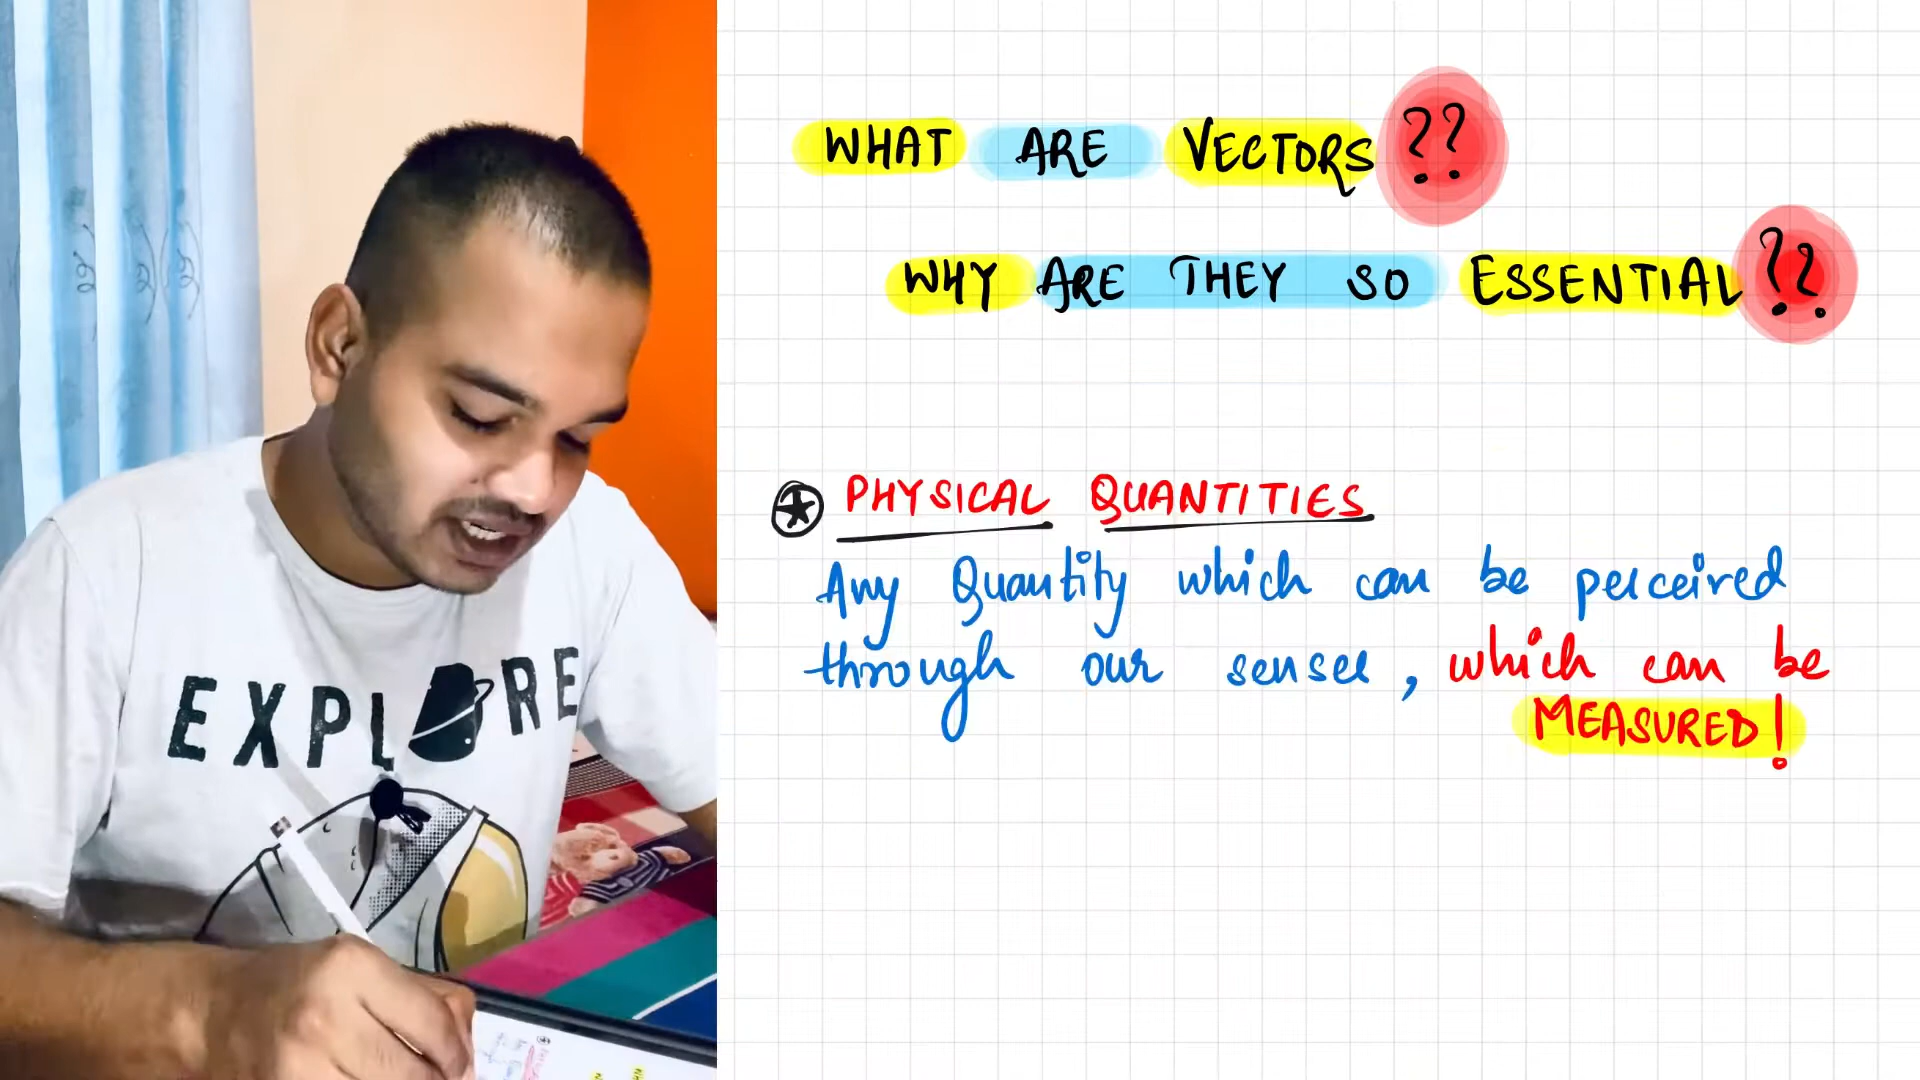 WHAT ARE VECTORS ??
WHY ARE THEY SO ESSENTIAL ??
PHYSICAL QUANTITIES
Any Quantity which can be perceived
through our senses, which can be
MEASURED!
EXPLORE